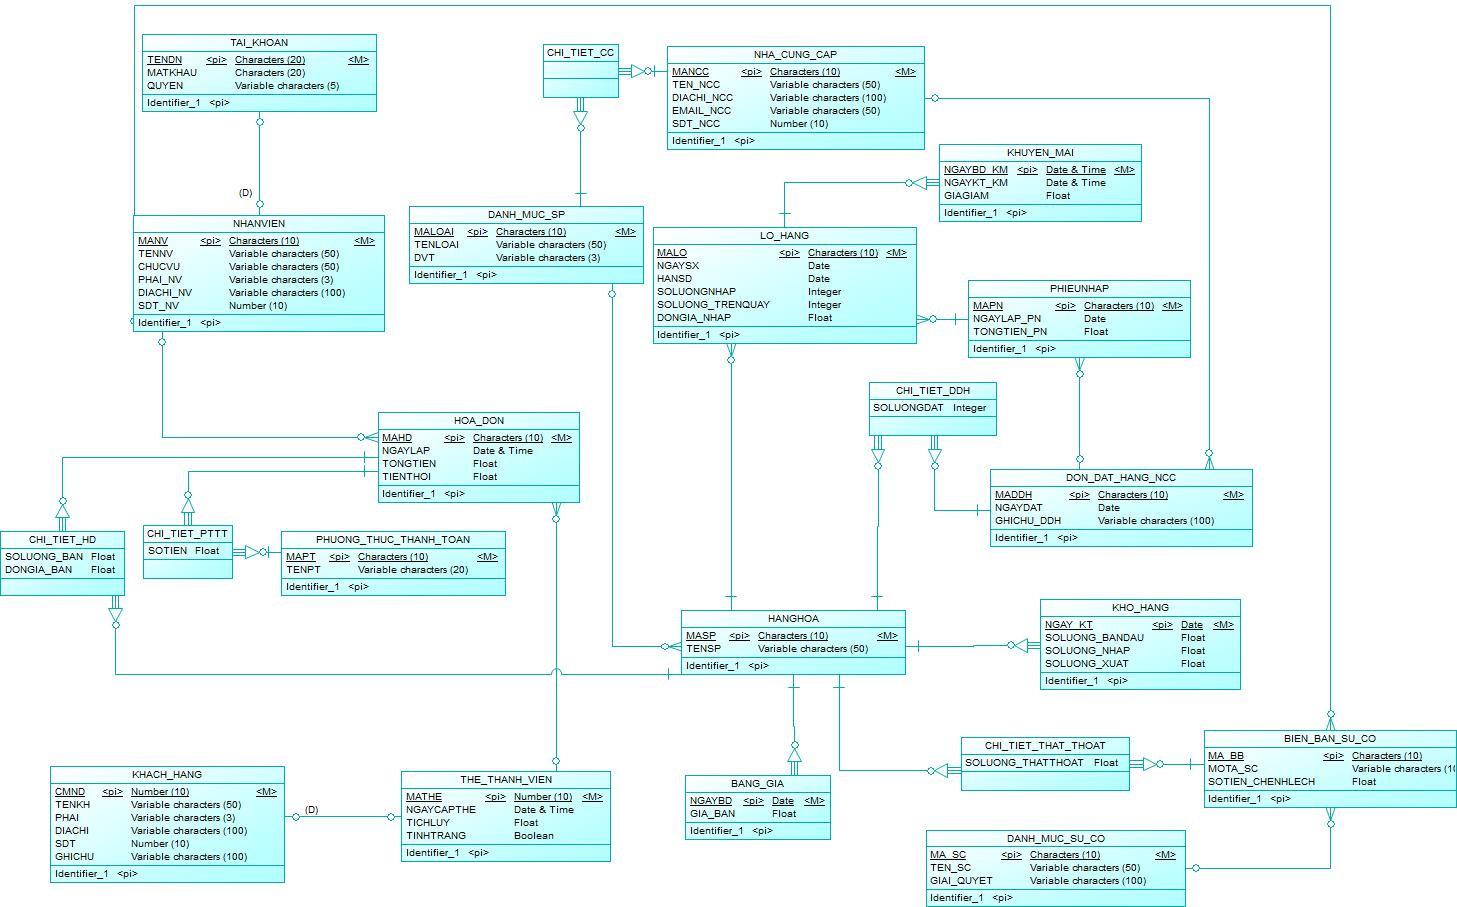 TAI_KHOAN
TENDN <pi> Characters (20) <M>
MATKHAU Characters (20)
QUYEN Variable characters (5)
Identifier_1 <pi>
CHI_TIET_CC
NHA_CUNG_CAP
MANCC <pi> Characters (10) <M>
TEN_NCC Variable characters (50)
DIACHI_NCC Variable characters (100)
EMAIL_NCC Variable characters (50)
SDT_NCC Number (10)
Identifier_1 <pi>
KHUYEN_MAI
NGAYBD_KM <pi> Date & Time <M>
NGAYKT_KM Date & Time
GIAGIAM Float
Identifier_1 <pi>
(D)
NHANVIEN
MANV <pi> Characters (10) <M>
TENNV Variable characters (50)
CHUCVU Variable characters (50)
PHAI_NV Variable characters (3)
DIACHI_NV Variable characters (100)
SDT_NV Number (10)
Identifier_1 <pi>
DANH_MUC_SP
MALOAI <pi> Characters (10) <M>
TENLOAI Variable characters (50)
DVT Variable characters (3)
Identifier_1 <pi>
LO_HANG
MALO <pi> Characters (10) <M>
NGAYSX Date
HANSD Date
SOLUONGNHAP Integer
SOLUONG_TRENQUAY Integer
DONGIA_NHAP Float
Identifier_1 <pi>
PHIEUNHAP
MAPN <pi> Characters (10) <M>
NGAYLAP_PN Date
TONGTIEN_PN Float
Identifier_1 <pi>
CHI_TIET_DDH
SOLUONGDAT Integer
HOA_DON
MAHD <pi> Characters (10) <M>
NGAYLAP Date & Time
TONGTIEN Float
TIENTHOI Float
Identifier_1 <pi>
DON_DAT_HANG_NCC
MADDH <pi> Characters (10) <M>
NGAYDAT Date
GHICHU_DDH Variable characters (100)
Identifier_1 <pi>
CHI_TIET_HD
SOLUONG_BAN Float
DONGIA_BAN Float
CHI_TIET_PTTT
SOTIEN Float
PHUONG_THUC_THANH_TOAN
MAPT <pi> Characters (10) <M>
TENPT Variable characters (20)
Identifier_1 <pi>
HANGHOA
MASP <pi> Characters (10) <M>
TENSP Variable characters (50)
Identifier_1 <pi>
KHO_HANG
NGAY_KT <pi> Date <M>
SOLUONG_BANDAU Float
SOLUONG_NHAP Float
SOLUONG_XUAT Float
Identifier_1 <pi>
CHI_TIET_THAT_THOAT
SOLUONG_THATTHOAT Float
BIEN_BAN_SU_CO
MA_BB <pi> Characters (10)
MOTA_SC Variable characters (10
SOTIEN_CHENHLECH Float
Identifier_1 <pi>
KHACH_HANG
CMND <pi> Number (10) <M>
TENKH Variable characters (50)
PHAI Variable characters (3)
DIACHI Variable characters (100)
SDT Number (10)
GHICHU Variable characters (100)
Identifier_1 <pi>
(D)
THE_THANH_VIEN
MATHE <pi> Number (10) <M>
NGAYCAPTHE Date & Time
TICHLUY Float
TINHTRANG Boolean
Identifier_1 <pi>
BANG_GIA
NGAYBD <pi> Date <M>
GIA_BAN Float
Identifier_1 <pi>
DANH_MUC_SU_CO
MA_SC <pi> Characters (10) <M>
TEN_SC Variable characters (50)
GIAI_QUYET Variable characters (100)
Identifier_1 <pi>